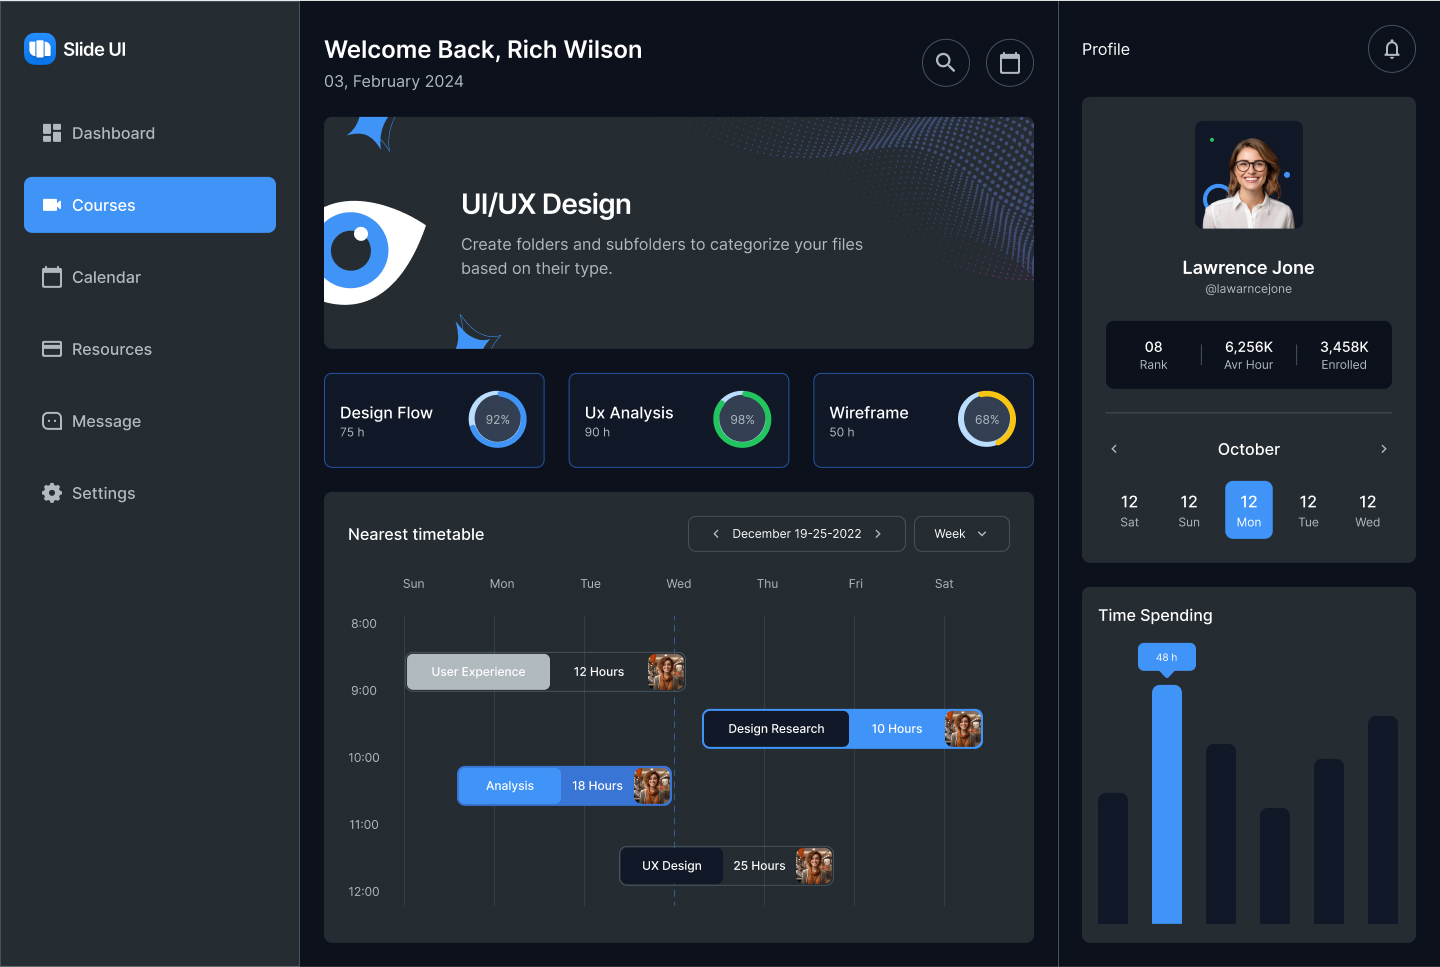 Slide UI
Dashboard
Courses
Calendar
Resources
Message
Settings
Welcome Back, Rich Wilson
03, February 2024
UI/UX Design
Create folders and subfolders to categorize your files
based on their type.
Design Flow
75 h
92%
Ux Analysis
90 h
98%
Wireframe
50 h
68%
Nearest timetable
December 19-25-2022
Week
Sun Mon Tue Wed Thu Fri Sat
8:00
User Experience 12 Hours
9:00
Design Research 10 Hours
10:00
Analysis 18 Hours
11:00
UX Design 25 Hours
12:00
Profile
Lawrence Jone
@lawarncejone
08 6,256K 3,458K
Rank Avr Hour Enrolled
October
12 12 12 12 12
Sat Sun Mon Tue Wed
Time Spending
48 h